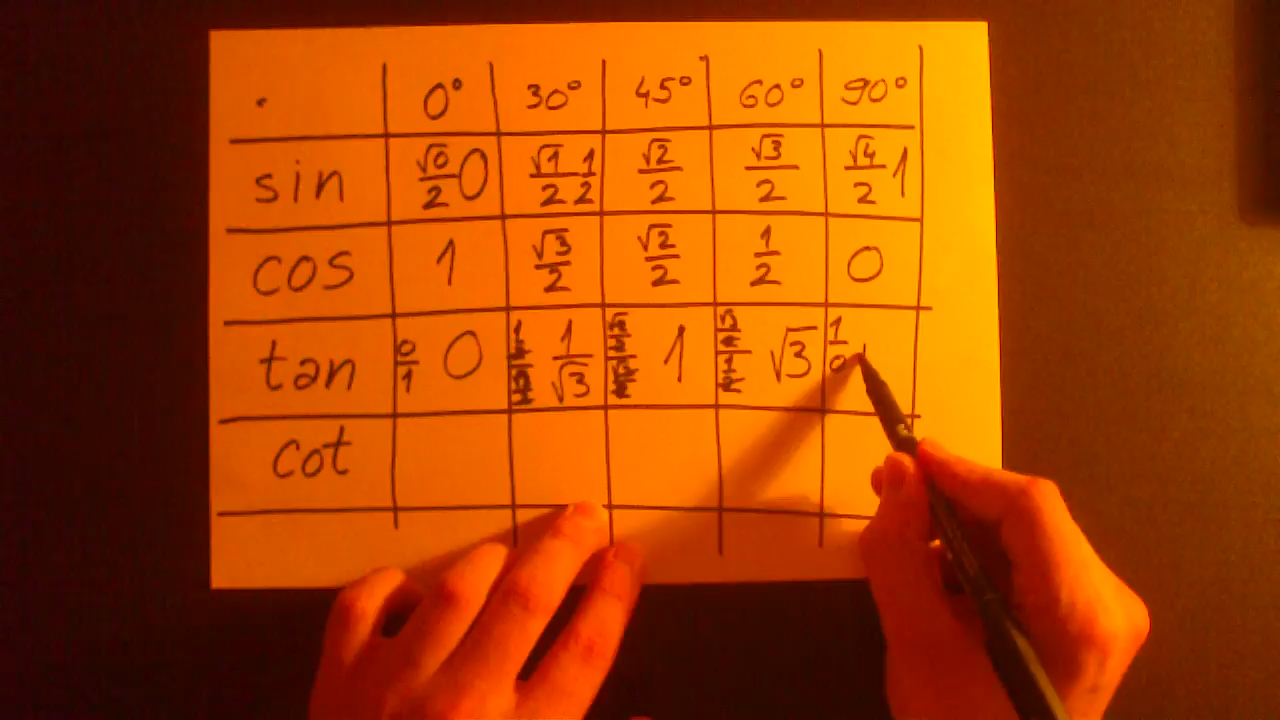 0° 30° 45° 60° 90°
sin √0/2 0 √1/2 1/2 √2/2 √3/2 √4/2 1
cos 1 √3/2 √2/2 1/2 0
tan 0/1 0 1/√3 1 √3 1/0
cot